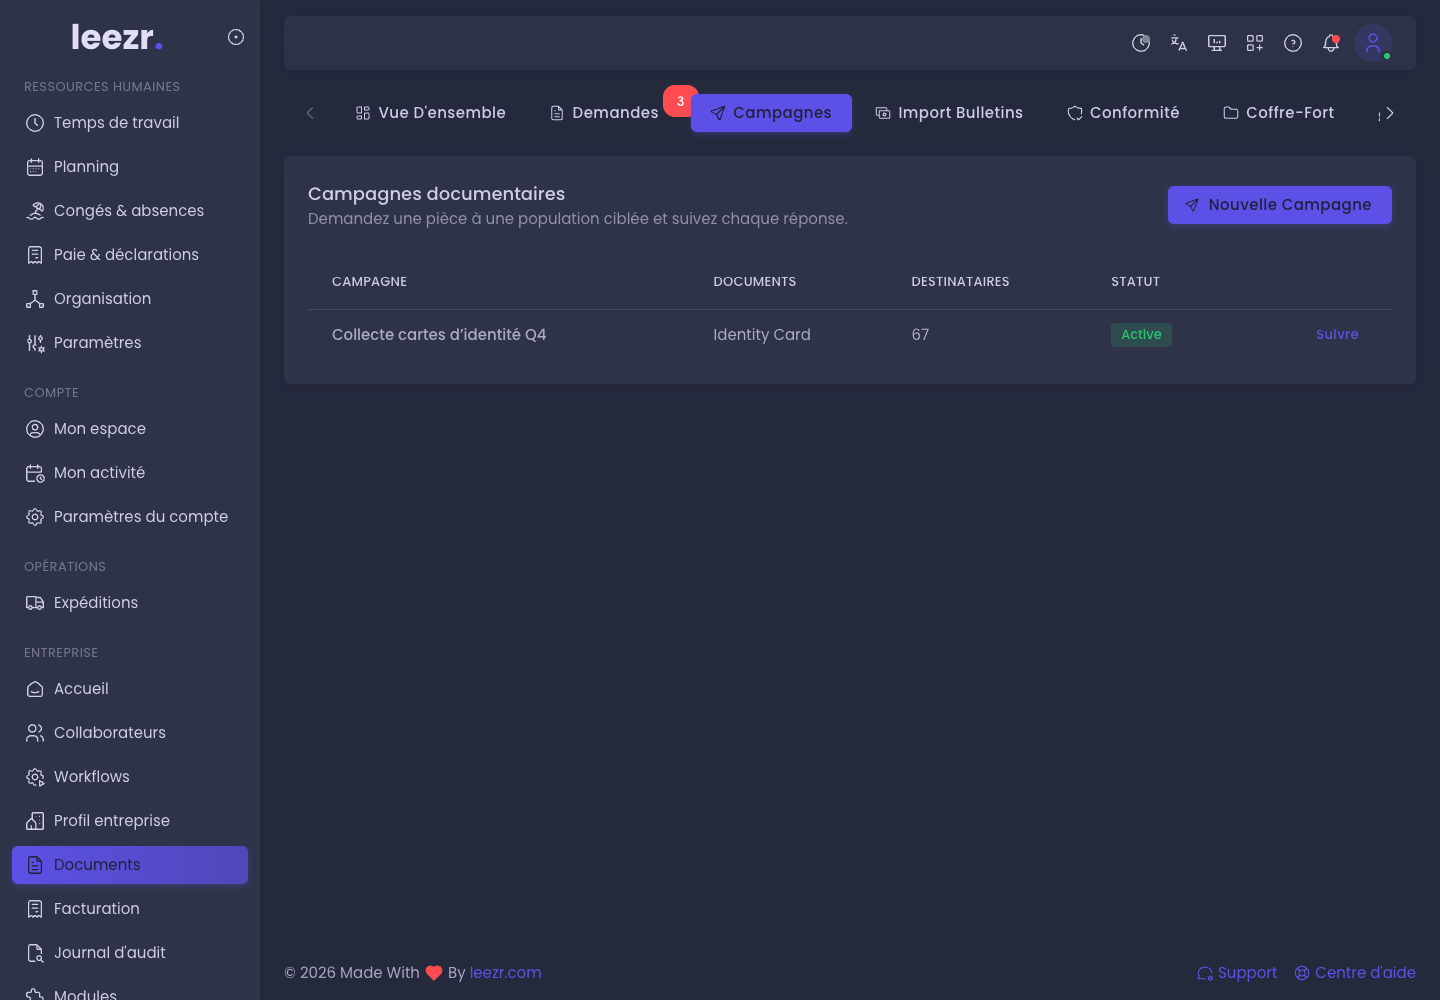 leezr.
RESSOURCES HUMAINES
Temps de travail
Planning
Congés & absences
Paie & déclarations
Organisation
Paramètres
COMPTE
Mon espace
Mon activité
Paramètres du compte
OPÉRATIONS
Expéditions
ENTREPRISE
Accueil
Collaborateurs
Workflows
Profil entreprise
Documents
Facturation
Journal d'audit
Modules
Vue D'ensemble
Demandes
3
Campagnes
Import Bulletins
Conformité
Coffre-Fort
Campagnes documentaires
Demandez une pièce à une population ciblée et suivez chaque réponse.
Nouvelle Campagne
CAMPAGNE DOCUMENTS DESTINATAIRES STATUT
Collecte cartes d’identité Q4 Identity Card 67 Active Suivre
© 2026 Made With ❤ By leezr.com
Support
Centre d'aide